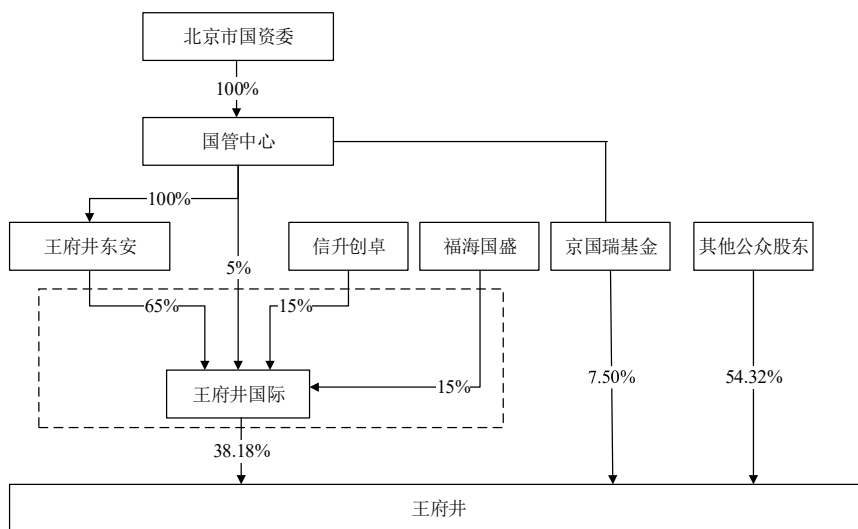 北京市国资委
100%
国管中心
100%
王府井东安
信升创卓
福海国盛
京国瑞基金
其他公众股东
5%
65%
15%
王府井国际
15%
7.50%
54.32%
38.18%
王府井